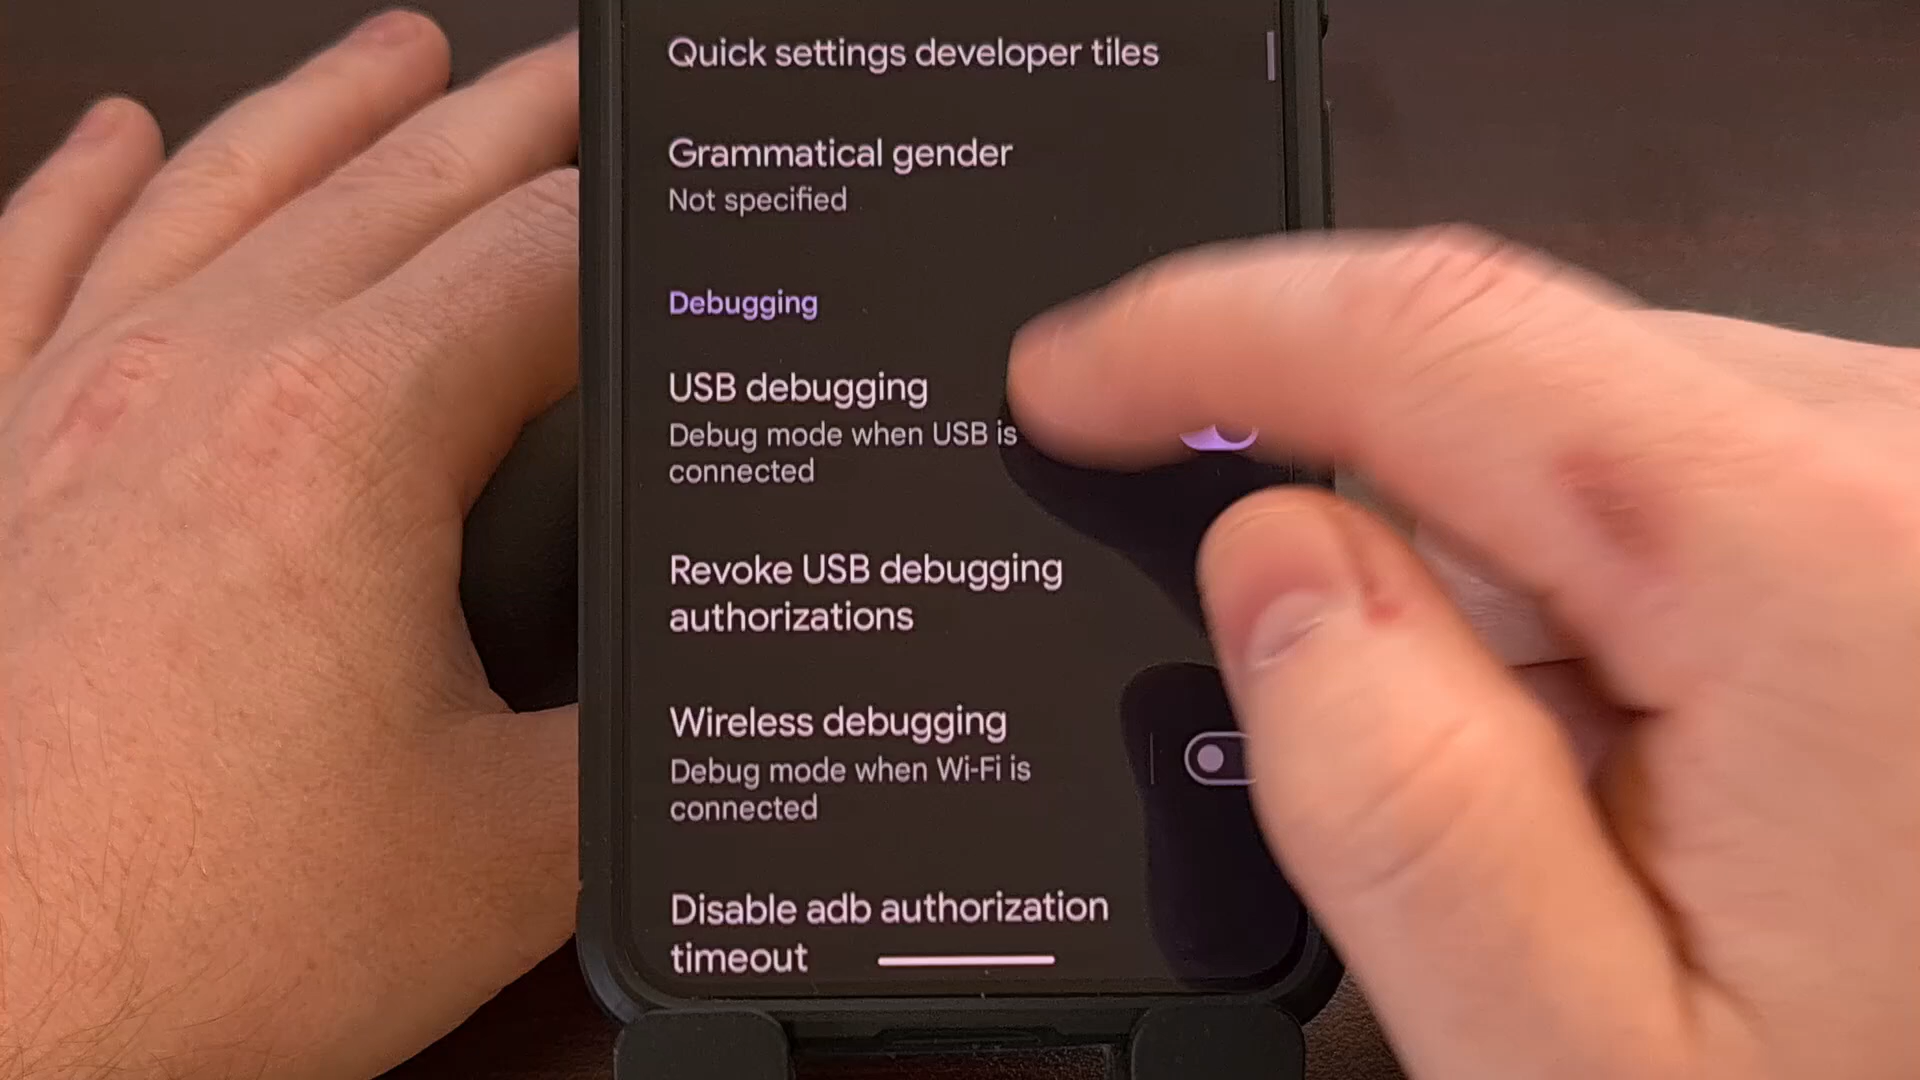 Quick settings developer tiles
Grammatical gender
Not specified
Debugging
USB debugging
Debug mode when USB is
connected
Revoke USB debugging
authorizations
Wireless debugging
Debug mode when Wi-Fi is
connected
Disable adb authorization
timeout